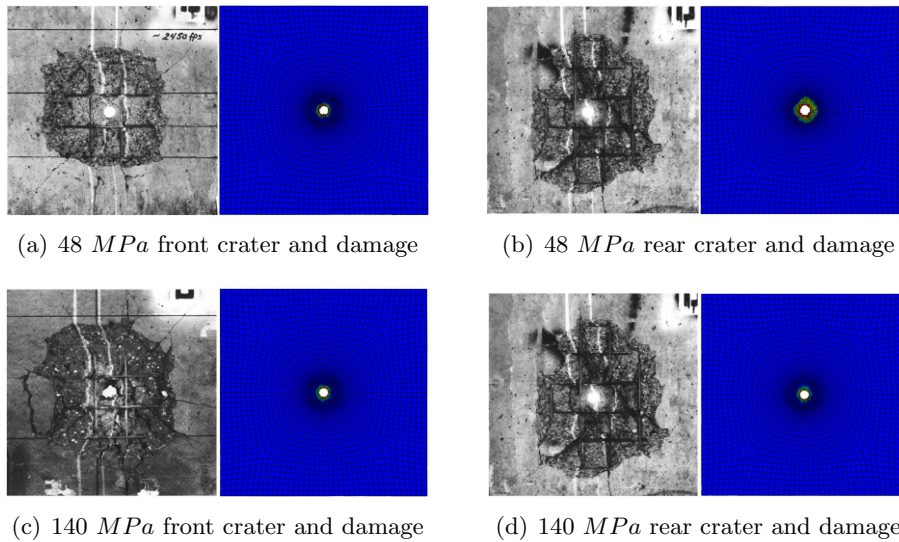 ~ 2450 fps
(a) 48 MPa front crater and damage
(b) 48 MPa rear crater and damage
(c) 140 MPa front crater and damage
(d) 140 MPa rear crater and damage